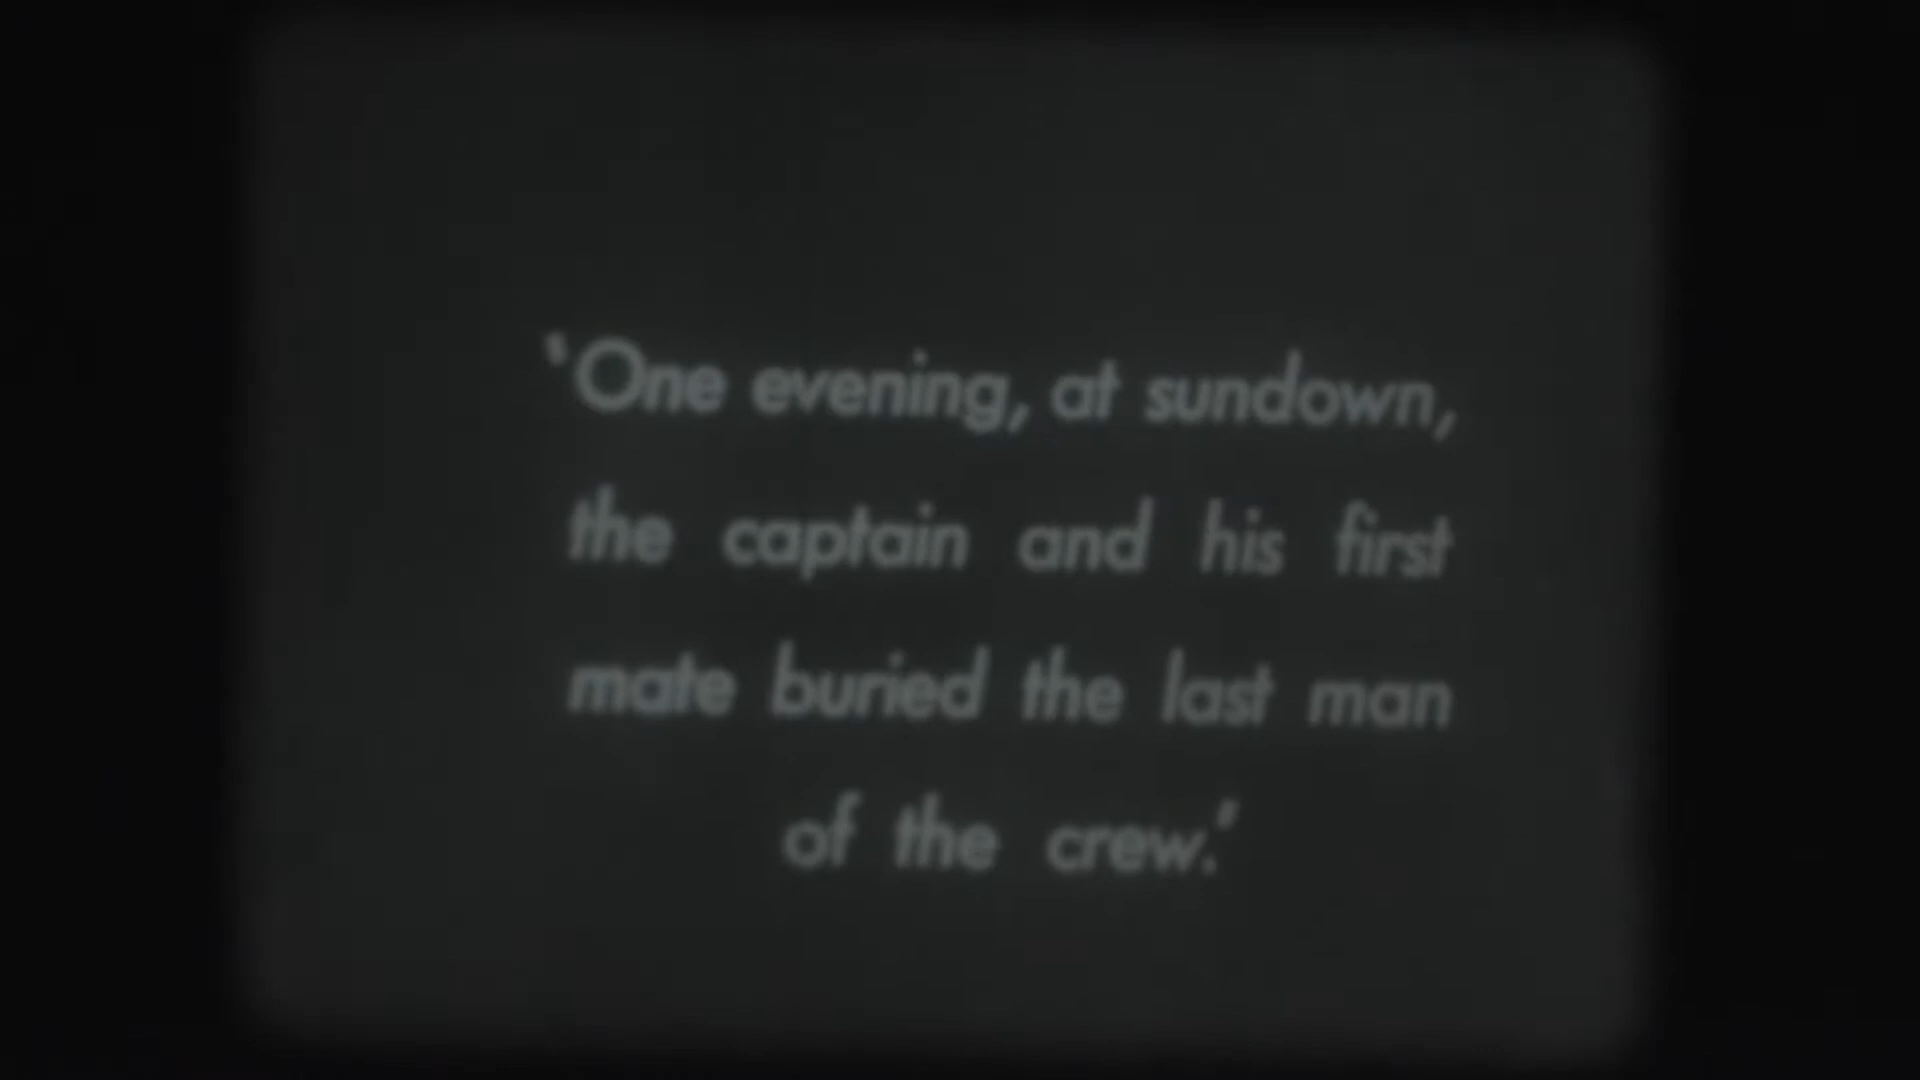 ‘One evening, at sundown,
the captain and his first
mate buried the last man
of the crew.’